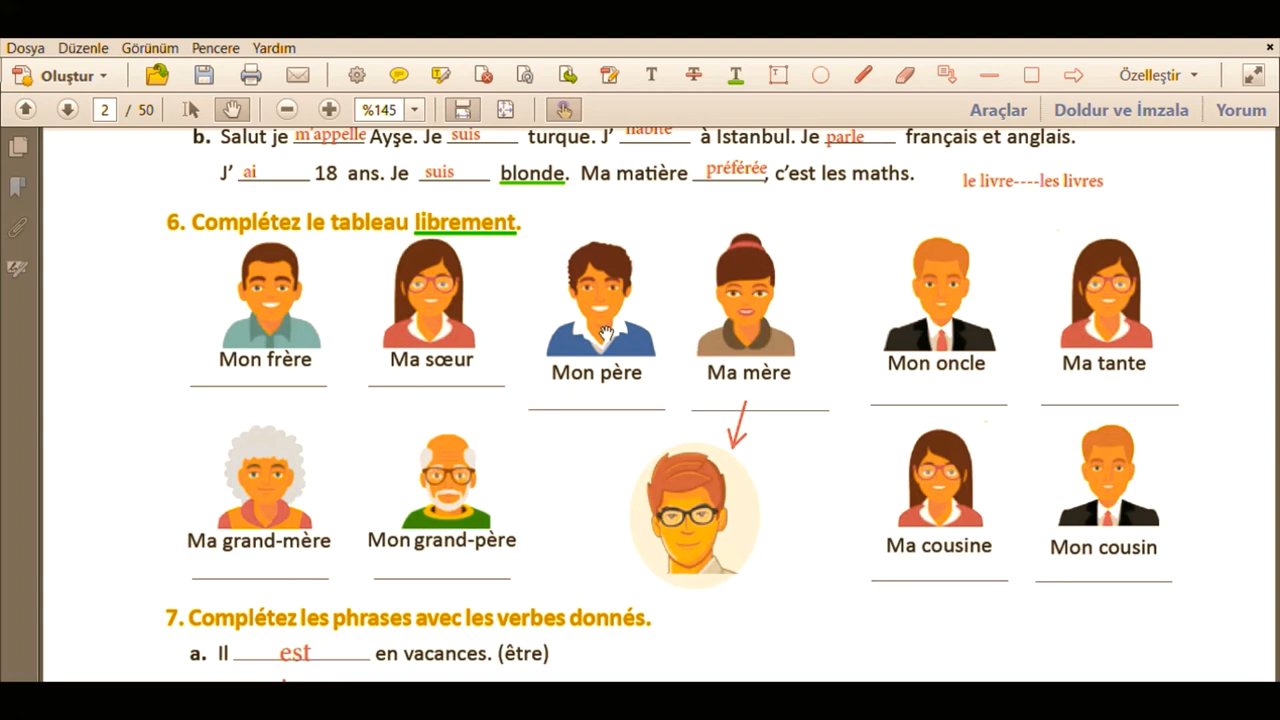 Dosya Düzenle Görünüm Pencere Yardım
Oluştur Özelleştir
2 / 50 %145 Araçlar Doldur ve İmzala Yorum
b. Salut je m'appelle Ayşe. Je suis turque. J' habite à Istanbul. Je parle français et anglais.
J' ai 18 ans. Je suis blonde. Ma matière préférée, c'est les maths.
le livre----les livres
6. Complétez le tableau librement.
Mon frère Ma sœur Mon père Ma mère Mon oncle Ma tante
Ma grand-mère Mon grand-père Ma cousine Mon cousin
7. Complétez les phrases avec les verbes donnés.
a. Il est en vacances. (être)